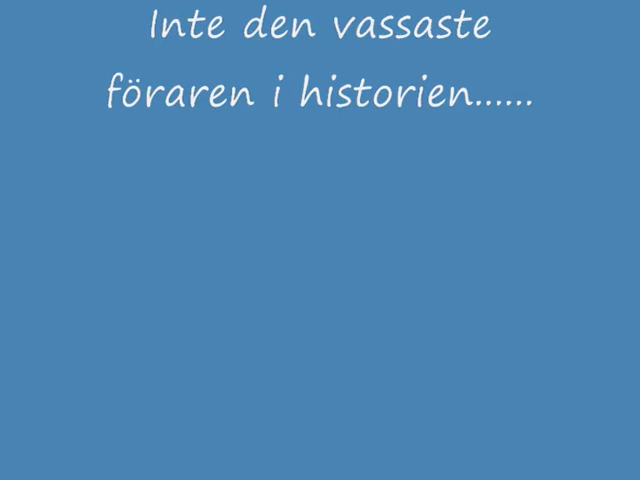 Inte den vassaste
föraren i historien......